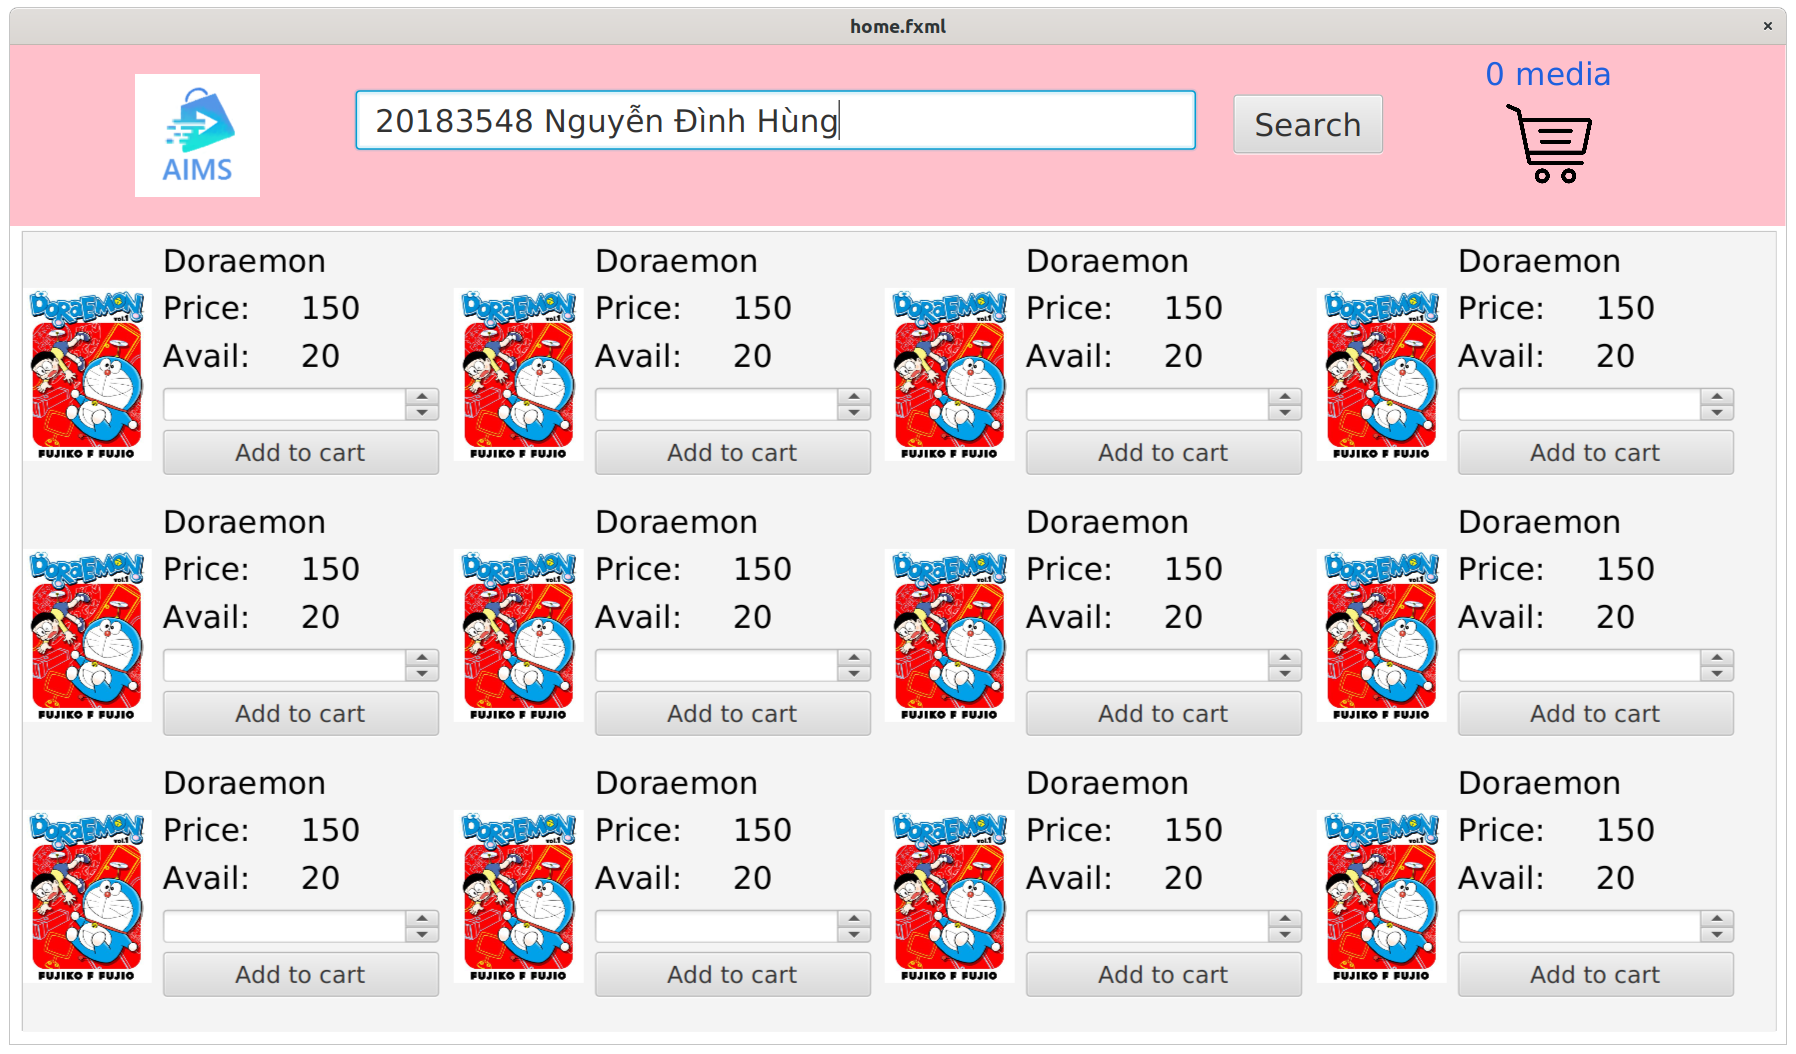 home.fxml
×
0 media
AIMS
20183548 Nguyễn Đình Hùng
Search
Doraemon
Price: 150
Avail: 20
Add to cart
DORAEMON!
vol.1
FUJIKO F FUJIO
Doraemon
Price: 150
Avail: 20
Add to cart
DORAEMON!
vol.1
FUJIKO F FUJIO
Doraemon
Price: 150
Avail: 20
Add to cart
DORAEMON!
vol.1
FUJIKO F FUJIO
Doraemon
Price: 150
Avail: 20
Add to cart
DORAEMON!
vol.1
FUJIKO F FUJIO
Doraemon
Price: 150
Avail: 20
Add to cart
DORAEMON!
vol.1
FUJIKO F FUJIO
Doraemon
Price: 150
Avail: 20
Add to cart
DORAEMON!
vol.1
FUJIKO F FUJIO
Doraemon
Price: 150
Avail: 20
Add to cart
DORAEMON!
vol.1
FUJIKO F FUJIO
Doraemon
Price: 150
Avail: 20
Add to cart
DORAEMON!
vol.1
FUJIKO F FUJIO
Doraemon
Price: 150
Avail: 20
Add to cart
DORAEMON!
vol.1
FUJIKO F FUJIO
Doraemon
Price: 150
Avail: 20
Add to cart
DORAEMON!
vol.1
FUJIKO F FUJIO
Doraemon
Price: 150
Avail: 20
Add to cart
DORAEMON!
vol.1
FUJIKO F FUJIO
Doraemon
Price: 150
Avail: 20
Add to cart
DORAEMON!
vol.1
FUJIKO F FUJIO